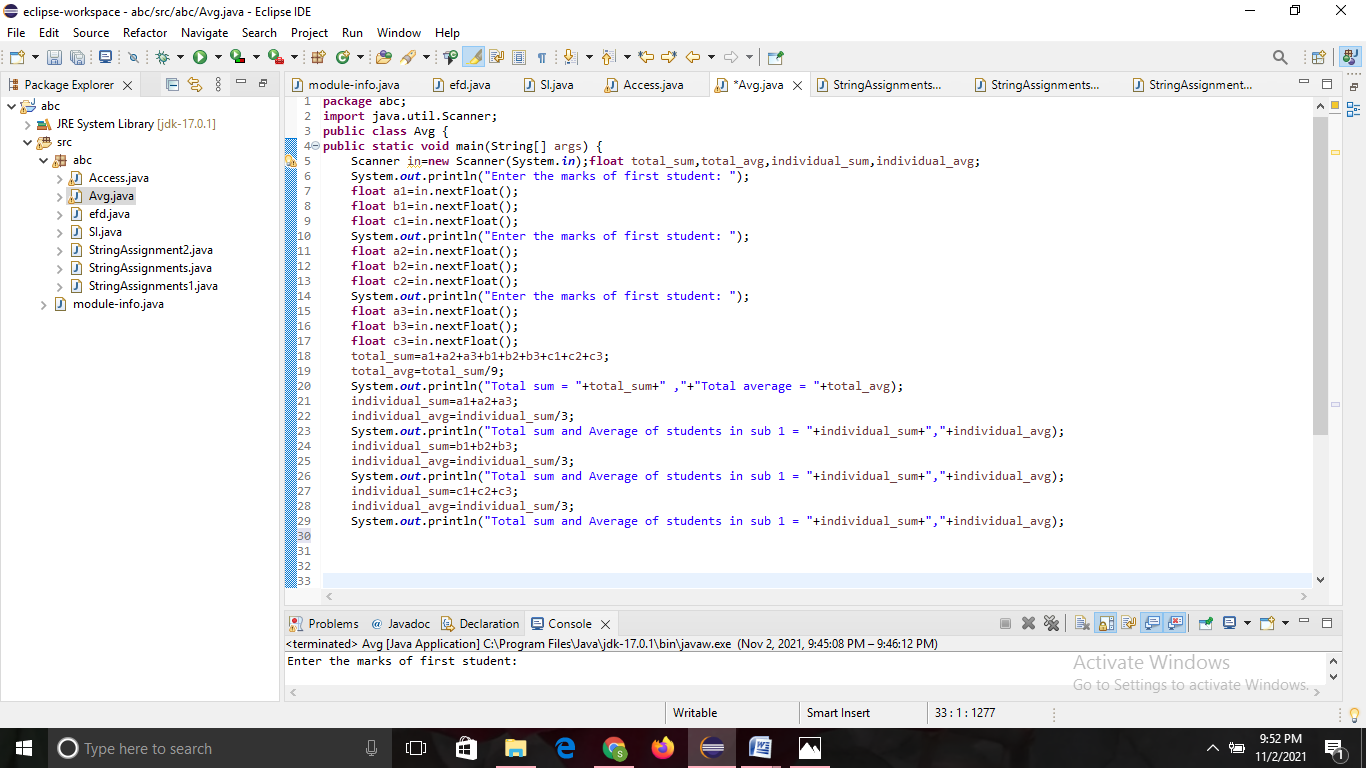 eclipse-workspace - abc/src/abc/Avg.java - Eclipse IDE
File Edit Source Refactor Navigate Search Project Run Window Help
Package Explorer
module-info.java efd.java SI.java Access.java *Avg.java StringAssignments... StringAssignments... StringAssignment...
abc
JRE System Library [jdk-17.0.1]
src
abc
Access.java
Avg.java
efd.java
SI.java
StringAssignment2.java
StringAssignments.java
StringAssignments1.java
module-info.java
1 package abc;
2 import java.util.Scanner;
3 public class Avg {
4 public static void main(String[] args) {
5 Scanner in=new Scanner(System.in);float total_sum,total_avg,individual_sum,individual_avg;
6 System.out.println("Enter the marks of first student: ");
7 float a1=in.nextFloat();
8 float b1=in.nextFloat();
9 float c1=in.nextFloat();
10 System.out.println("Enter the marks of first student: ");
11 float a2=in.nextFloat();
12 float b2=in.nextFloat();
13 float c2=in.nextFloat();
14 System.out.println("Enter the marks of first student: ");
15 float a3=in.nextFloat();
16 float b3=in.nextFloat();
17 float c3=in.nextFloat();
18 total_sum=a1+a2+a3+b1+b2+b3+c1+c2+c3;
19 total_avg=total_sum/9;
20 System.out.println("Total sum = "+total_sum+" ,"+"Total average = "+total_avg);
21 individual_sum=a1+a2+a3;
22 individual_avg=individual_sum/3;
23 System.out.println("Total sum and Average of students in sub 1 = "+individual_sum+","+individual_avg);
24 individual_sum=b1+b2+b3;
25 individual_avg=individual_sum/3;
26 System.out.println("Total sum and Average of students in sub 1 = "+individual_sum+","+individual_avg);
27 individual_sum=c1+c2+c3;
28 individual_avg=individual_sum/3;
29 System.out.println("Total sum and Average of students in sub 1 = "+individual_sum+","+individual_avg);
30
31
32
33
Problems @ Javadoc Declaration Console
<terminated> Avg [Java Application] C:\Program Files\Java\jdk-17.0.1\bin\javaw.exe (Nov 2, 2021, 9:45:08 PM – 9:46:12 PM)
Enter the marks of first student:
Activate Windows
Go to Settings to activate Windows.
Writable Smart Insert 33 : 1 : 1277
Type here to search
9:52 PM
11/2/2021
1